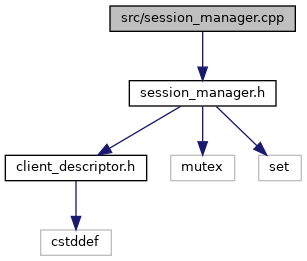 src/session_manager.cpp
session_manager.h
client_descriptor.h
mutex
set
cstddef